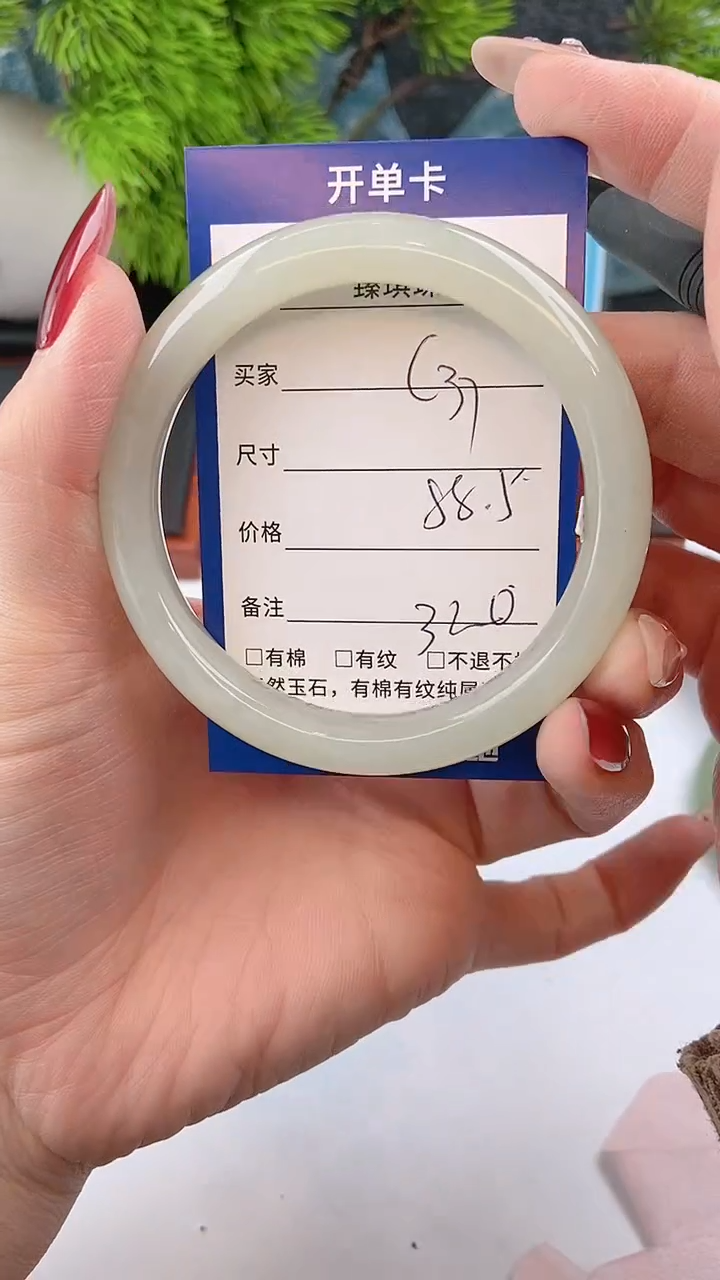 开单卡
买家 637
尺寸
88.5
价格
备注 320
□有棉 □有纹 □不退不
然玉石，有棉有纹纯属